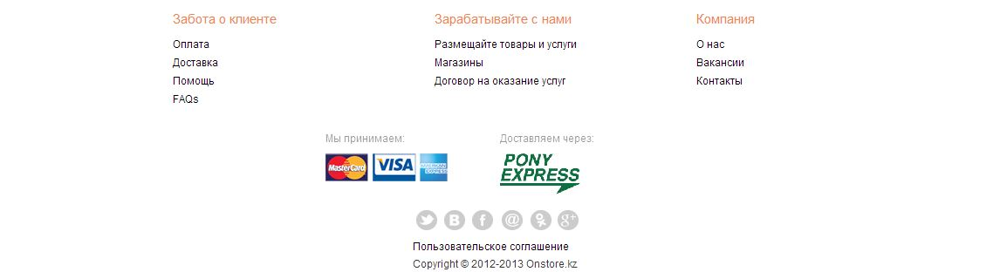 Забота о клиенте
Оплата
Доставка
Помощь
FAQs
Зарабатывайте с нами
Размещайте товары и услуги
Магазины
Договор на оказание услуг
Компания
О нас
Вакансии
Контакты
Мы принимаем:
MasterCard
VISA
AMERICAN
EXPRESS
Доставляем через:
PONY
EXPRESS
Пользовательское соглашение
Copyright © 2012-2013 Onstore.kz